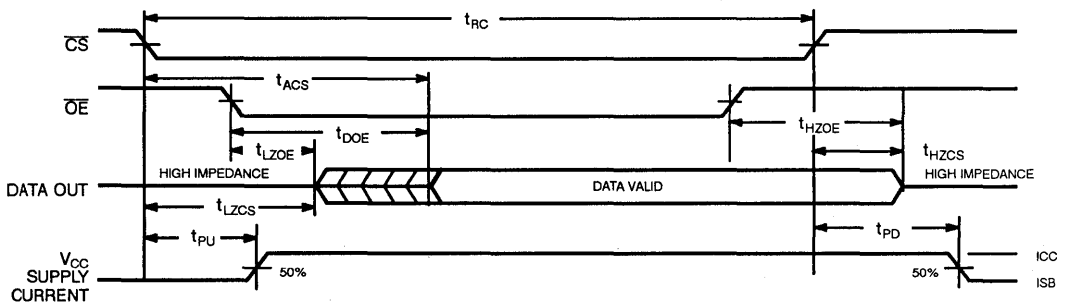 tRC
CS
tACS
OE
tDOE
tHZOE
tLZOE
tHZCS
HIGH IMPEDANCE
DATA OUT
DATA VALID
HIGH IMPEDANCE
tLZCS
tPU
tPD
VCC
SUPPLY
CURRENT
50%
50%
ICC
ISB